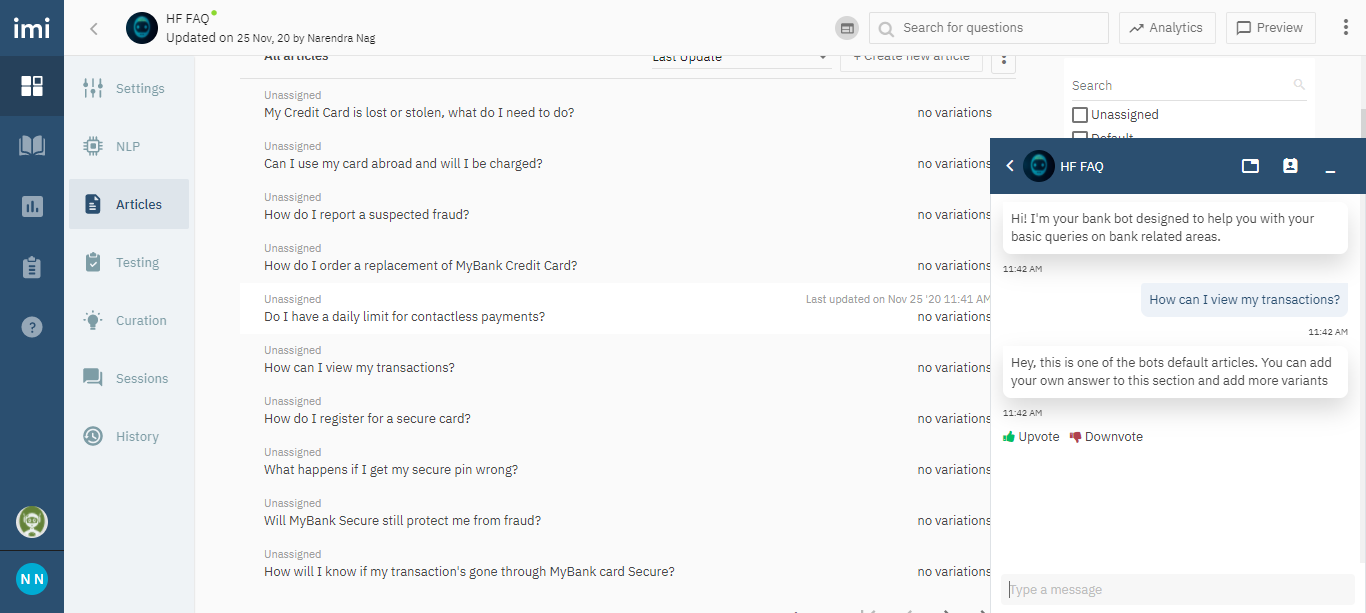 imi
HF FAQ
Updated on 25 Nov, 20 by Narendra Nag
Search for questions
Analytics
Preview
Settings
NLP
Articles
Testing
Curation
Sessions
History
N N
All articles
Last Update
+ Create new article
Unassigned
My Credit Card is lost or stolen, what do I need to do?
no variations
Unassigned
Can I use my card abroad and will I be charged?
no variations
Unassigned
How do I report a suspected fraud?
no variations
Unassigned
How do I order a replacement of MyBank Credit Card?
no variations
Unassigned
Last updated on Nov 25 '20 11:41 AM
Do I have a daily limit for contactless payments?
no variations
Unassigned
How can I view my transactions?
no variations
Unassigned
How do I register for a secure card?
no variations
Unassigned
What happens if I get my secure pin wrong?
no variations
Unassigned
Will MyBank Secure still protect me from fraud?
no variations
Unassigned
How will I know if my transaction's gone through MyBank card Secure?
no variations
Search
Unassigned
Default
HF FAQ
Hi! I'm your bank bot designed to help you with your
basic queries on bank related areas.
11:42 AM
How can I view my transactions?
11:42 AM
Hey, this is one of the bots default articles. You can add
your own answer to this section and add more variants
11:42 AM
Upvote Downvote
Type a message